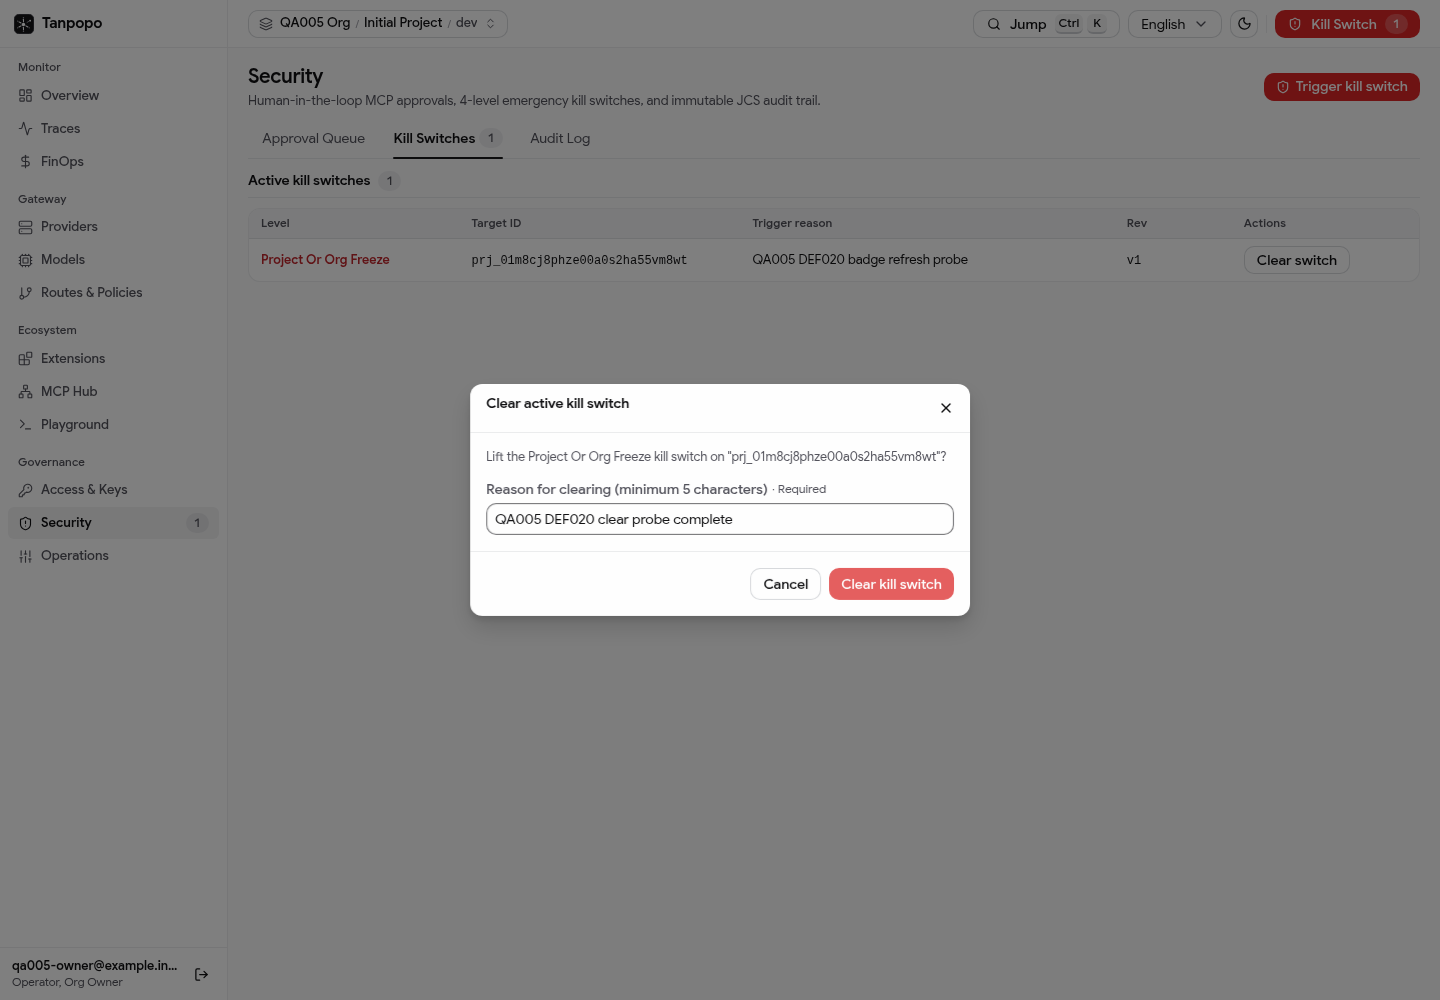 Tanpopo
QA005 Org / Initial Project / dev
Jump Ctrl K
English
Kill Switch 1
Monitor
Overview
Traces
FinOps
Gateway
Providers
Models
Routes & Policies
Ecosystem
Extensions
MCP Hub
Playground
Governance
Access & Keys
Security 1
Operations
qa005-owner@example.in...
Operator, Org Owner
Security
Human-in-the-loop MCP approvals, 4-level emergency kill switches, and immutable JCS audit trail.
Trigger kill switch
Approval Queue Kill Switches 1 Audit Log
Active kill switches 1
Level Target ID Trigger reason Rev Actions
Project Or Org Freeze prj_01m8cj8phze00a0s2ha55vm8wt QA005 DEF020 badge refresh probe v1 Clear switch
Clear active kill switch
Lift the Project Or Org Freeze kill switch on "prj_01m8cj8phze00a0s2ha55vm8wt"?
Reason for clearing (minimum 5 characters) · Required
QA005 DEF020 clear probe complete
Cancel Clear kill switch